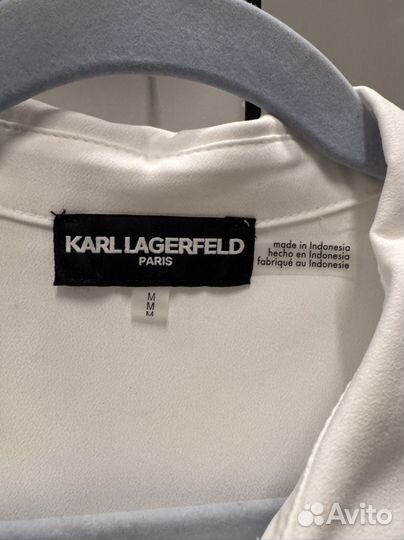 KARL LAGERFELD
PARIS
made in Indonesia
hecho en Indonesia
fabriqué au Indonesie
M
M
M
Avito